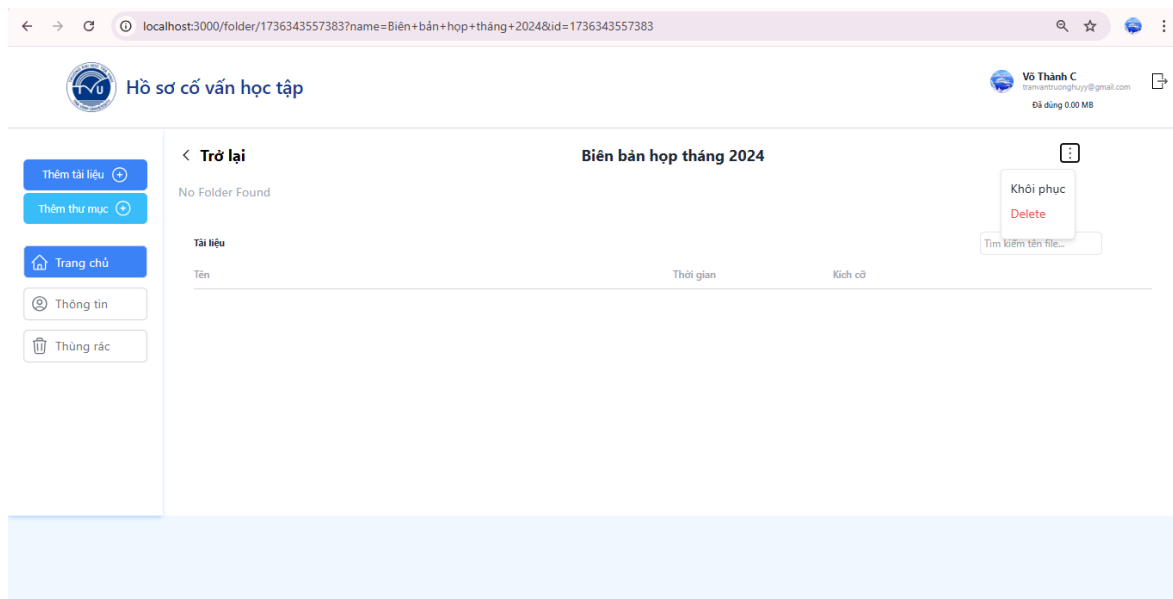 localhost:3000/folder/1736343557383?name=Biên+bản+họp+tháng+2024&id=1736343557383
TVU
Hồ sơ cố vấn học tập
Võ Thành C
tranvantruonghuyy@gmail.com
Đã dùng 0.00 MB
Thêm tài liệu
Thêm thư mục
Trang chủ
Thông tin
Thùng rác
Trở lại
Biên bản họp tháng 2024
No Folder Found
Khôi phục
Delete
Tài liệu
Tìm kiếm tên file...
Tên Thời gian Kích cỡ